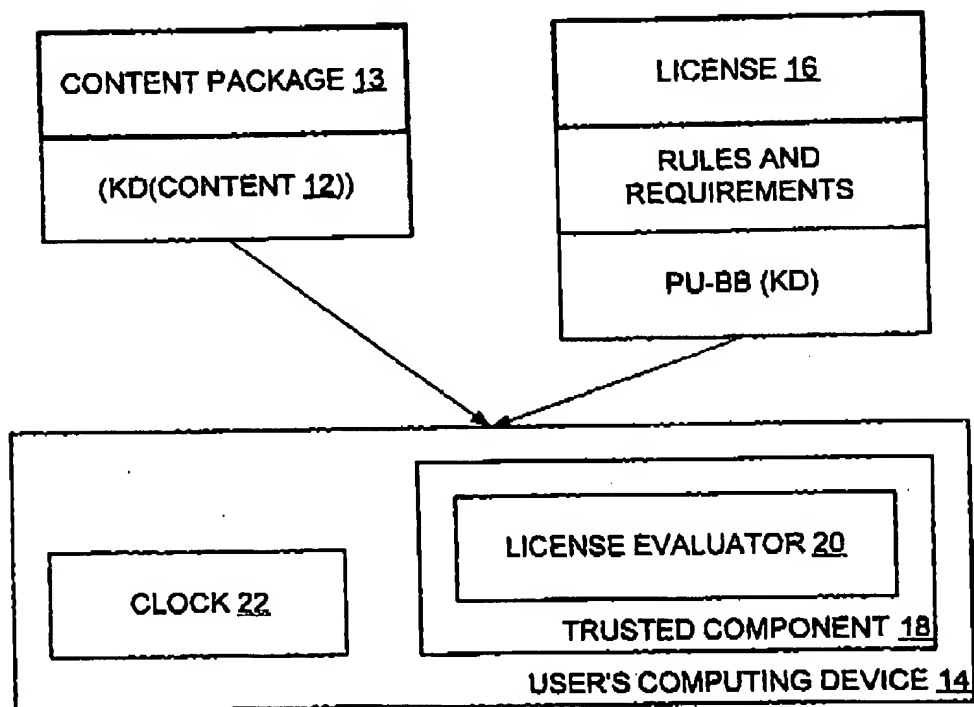 CONTENT PACKAGE 13
(KD(CONTENT 12))
LICENSE 16
RULES AND
REQUIREMENTS
PU-BB (KD)
CLOCK 22
LICENSE EVALUATOR 20
TRUSTED COMPONENT 18
USER'S COMPUTING DEVICE 14